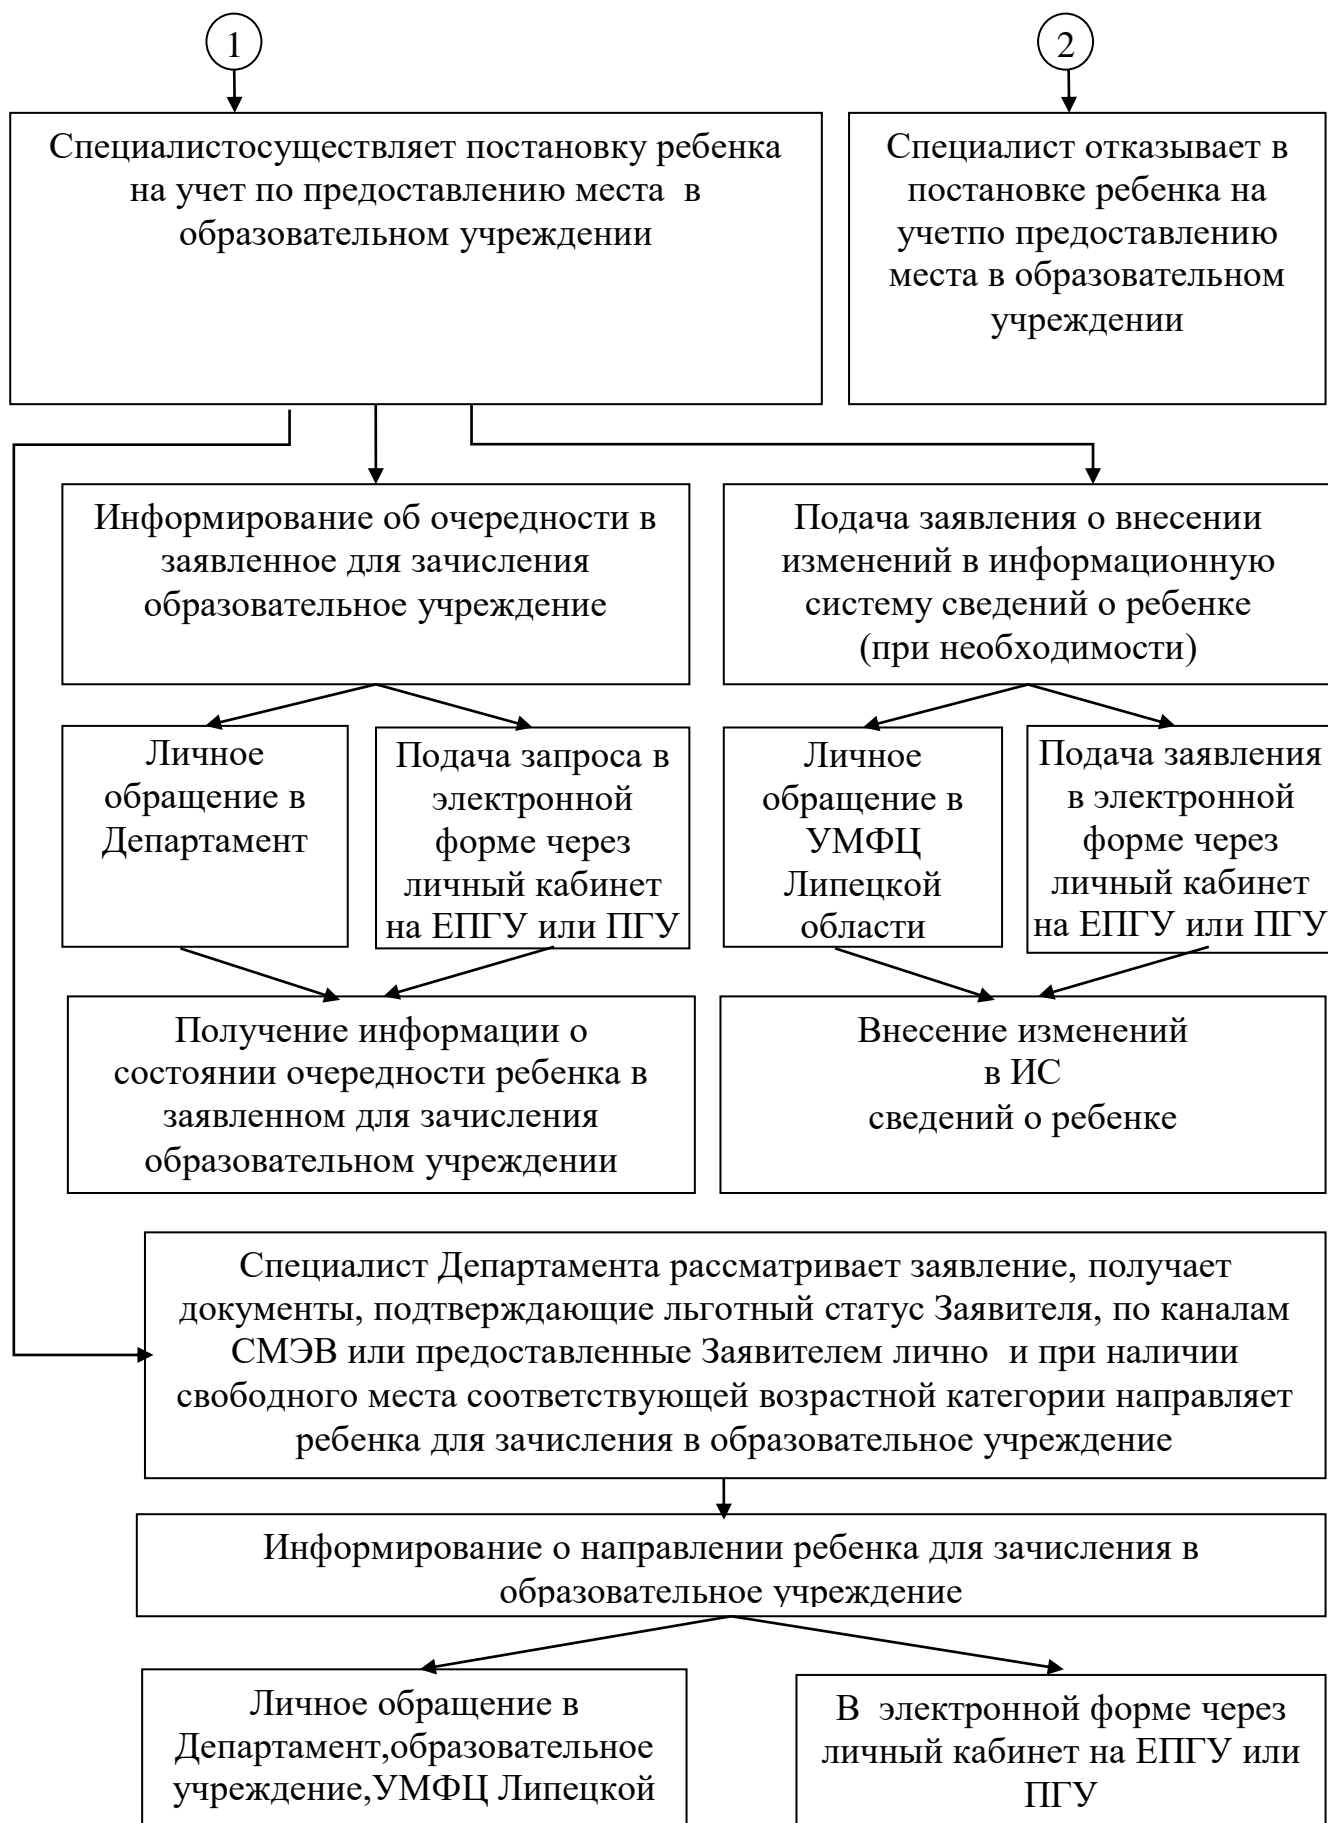 1
2
Специалистосуществляет постановку ребенка
на учет по предоставлению места в
образовательном учреждении
Специалист отказывает в
постановке ребенка на
учетпо предоставлению
места в образовательном
учреждении
Информирование об очередности в
заявленное для зачисления
образовательное учреждение
Подача заявления о внесении
изменений в информационную
систему сведений о ребенке
(при необходимости)
Личное
обращение в
Департамент
Подача запроса в
электронной
форме через
личный кабинет
на ЕПГУ или ПГУ
Личное
обращение в
УМФЦ
Липецкой
области
Подача заявления
в электронной
форме через
личный кабинет
на ЕПГУ или ПГУ
Получение информации о
состоянии очередности ребенка в
заявленном для зачисления
образовательном учреждении
Внесение изменений
в ИС
сведений о ребенке
Специалист Департамента рассматривает заявление, получает
документы, подтверждающие льготный статус Заявителя, по каналам
СМЭВ или предоставленные Заявителем лично и при наличии
свободного места соответствующей возрастной категории направляет
ребенка для зачисления в образовательное учреждение
Информирование о направлении ребенка для зачисления в
образовательное учреждение
Личное обращение в
Департамент,образовательное
учреждение,УМФЦ Липецкой
В электронной форме через
личный кабинет на ЕПГУ или
ПГУ